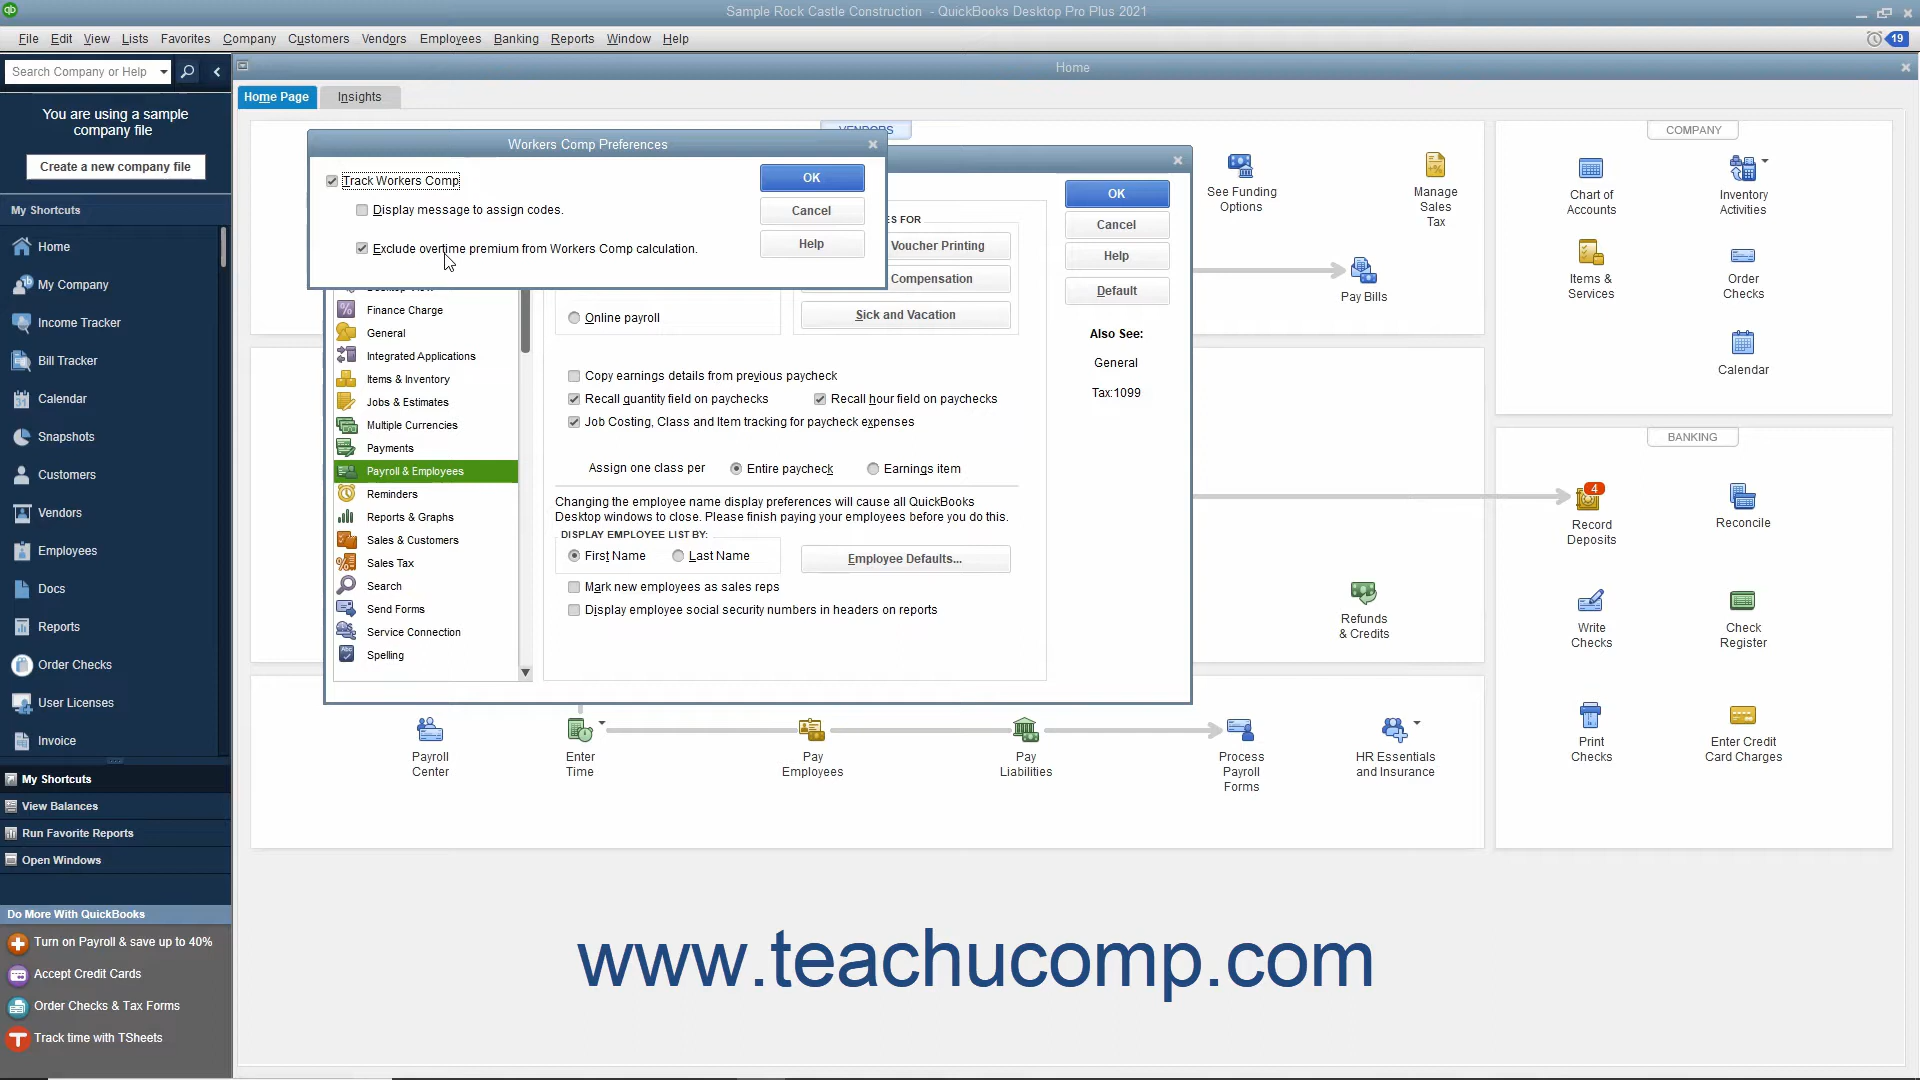 Sample Rock Castle Construction - QuickBooks Desktop Pro Plus 2021
File Edit View Lists Favorites Company Customers Vendors Employees Banking Reports Window Help
19
Search Company or Help
Home
You are using a sample
company file
Create a new company file
My Shortcuts
Home
My Company
Income Tracker
Bill Tracker
Calendar
Snapshots
Customers
Vendors
Employees
Docs
Reports
Order Checks
User Licenses
Invoice
My Shortcuts
View Balances
Run Favorite Reports
Open Windows
Do More With QuickBooks
Turn on Payroll & save up to 40%
Accept Credit Cards
Order Checks & Tax Forms
Track time with TSheets
Home Page
Insights
VENDORS
Workers Comp Preferences
Track Workers Comp
Display message to assign codes.
Exclude overtime premium from Workers Comp calculation.
OK
Cancel
Help
Finance Charge
General
Integrated Applications
Items & Inventory
Jobs & Estimates
Multiple Currencies
Payments
Payroll & Employees
Reminders
Reports & Graphs
Sales & Customers
Sales Tax
Search
Send Forms
Service Connection
Spelling
Online payroll
FOR
Voucher Printing
Compensation
Sick and Vacation
Copy earnings details from previous paycheck
Recall quantity field on paychecks
Recall hour field on paychecks
Job Costing, Class and Item tracking for paycheck expenses
Assign one class per
Entire paycheck
Earnings item
Changing the employee name display preferences will cause all QuickBooks
Desktop windows to close. Please finish paying your employees before you do this.
DISPLAY EMPLOYEE LIST BY:
First Name
Last Name
Employee Defaults...
Mark new employees as sales reps
Display employee social security numbers in headers on reports
OK
Cancel
Help
Default
Also See:
General
Tax:1099
See Funding
Options
Manage
Sales
Tax
Pay Bills
Refunds
& Credits
Payroll
Center
Enter
Time
Pay
Employees
Pay
Liabilities
Process
Payroll
Forms
HR Essentials
and Insurance
COMPANY
Chart of
Accounts
Inventory
Activities
Items &
Services
Order
Checks
Calendar
BANKING
4
Record
Deposits
Reconcile
Write
Checks
Check
Register
Print
Checks
Enter Credit
Card Charges
www.teachucomp.com